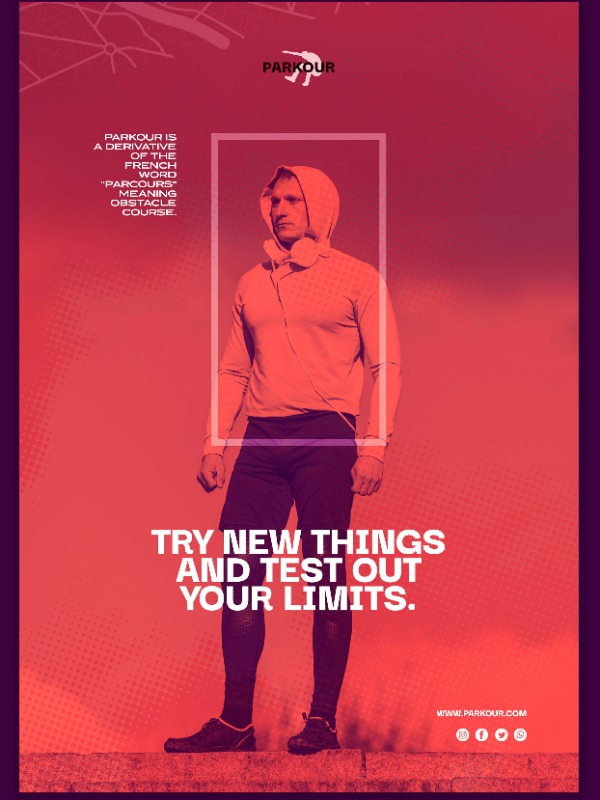 PARKOUR
PARKOUR IS
A DERIVATIVE
OF THE
FRENCH
WORD
"PARCOURS"
MEANING
OBSTACLE
COURSE.
TRY NEW THINGS
AND TEST OUT
YOUR LIMITS.
WWW.PARKOUR.COM